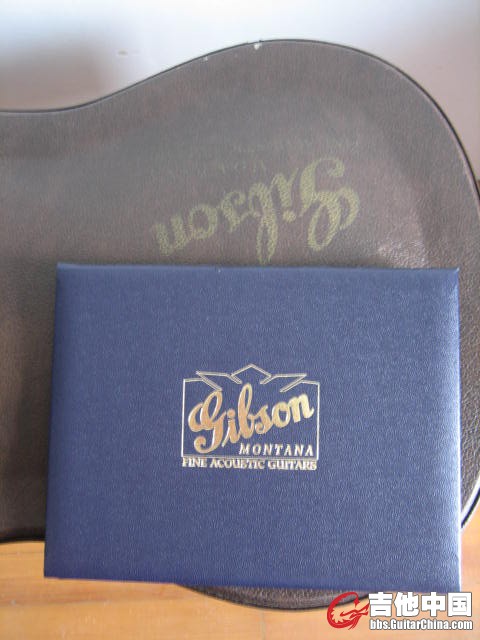 Gibson
Gibson
MONTANA
FINE ACOUSTIC GUITARS
吉他中国
bbs.GuitarChina.com